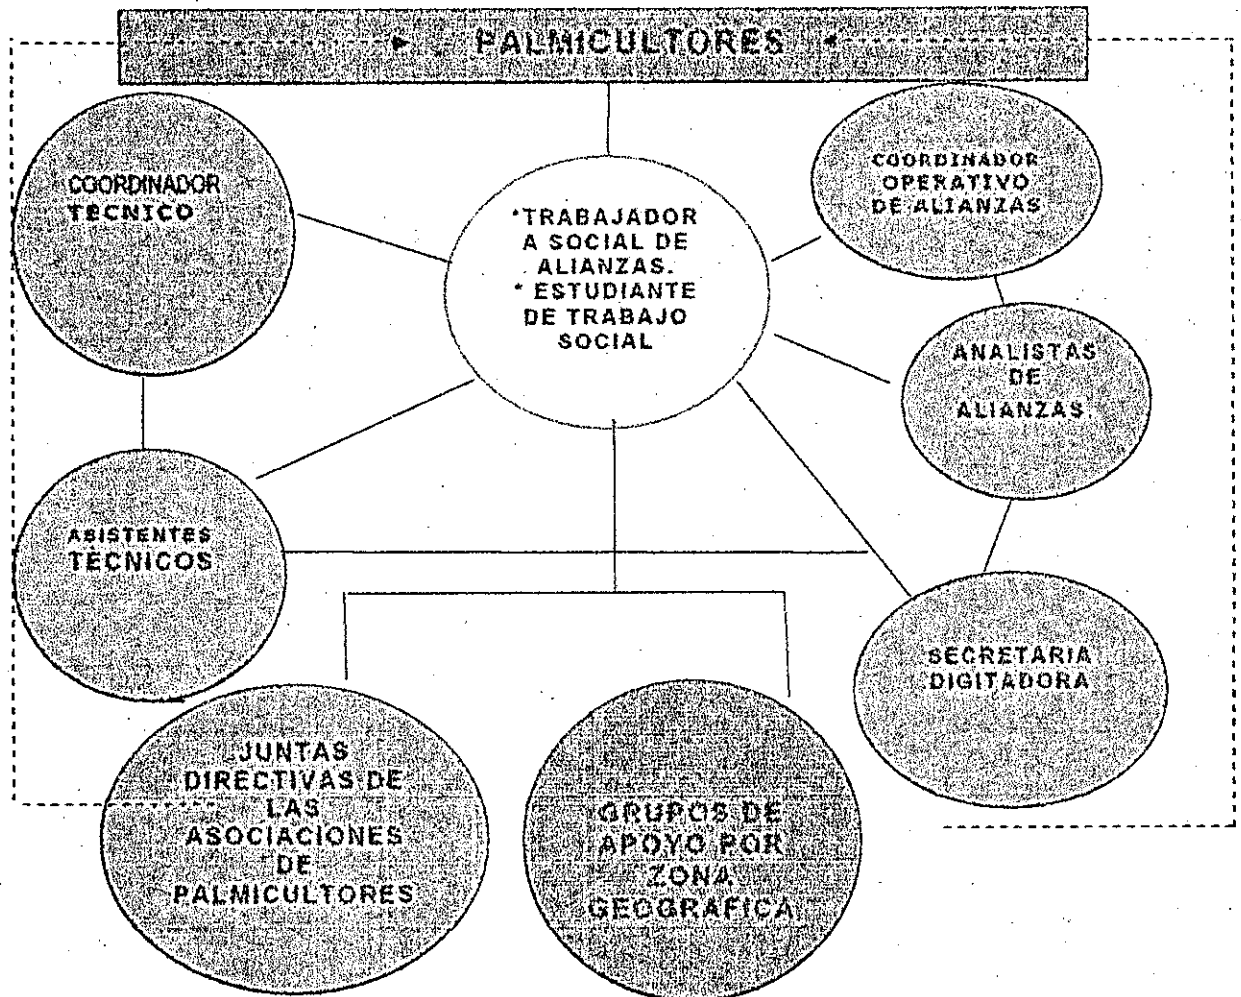 PALMICULTORES
COORDINADOR
TECNICO
*TRABAJADOR
A SOCIAL DE
ALIANZAS.
* ESTUDIANTE
DE TRABAJO
SOCIAL
COORDINADOR
OPERATIVO
DE ALIANZAS
ANALISTAS
DE
ALIANZAS
ASISTENTES
TECNICOS
SECRETARIA
DIGITADORA
JUNTAS
DIRECTIVAS DE
LAS
ASOCIACIONES
DE
PALMICULTORES
GRUPOS DE
APOYO POR
ZONA
GEOGRAFICA